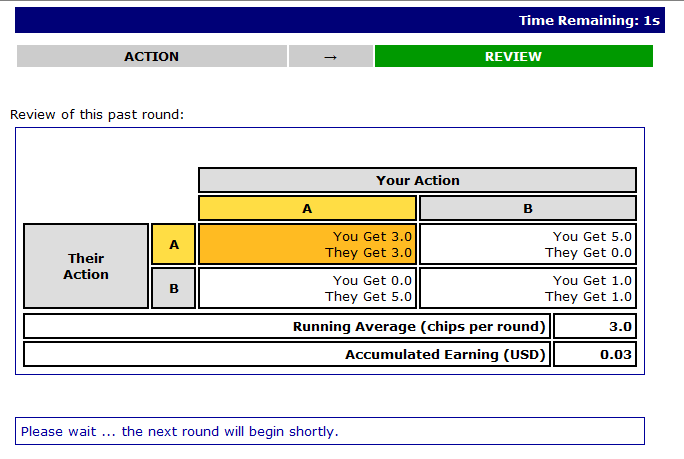 Time Remaining: 1s
ACTION → REVIEW
Review of this past round:
Your Action
A B
Their
Action
A
You Get 3.0
They Get 3.0
You Get 5.0
They Get 0.0
B
You Get 0.0
They Get 5.0
You Get 1.0
They Get 1.0
Running Average (chips per round) 3.0
Accumulated Earning (USD) 0.03
Please wait ... the next round will begin shortly.